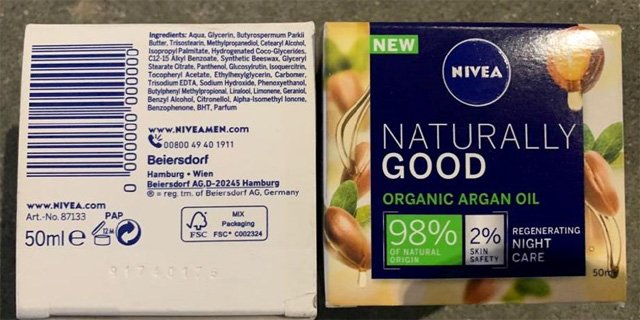 Ingredients: Aqua, Glycerin, Butyrospermum Parkii
Butter, Trisostearin, Methylpropanediol, Cetearyl Alcohol,
Isopropyl Palmitate, Hydrogenated Coco-Glycerides,
C12-15 Alkyl Benzoate, Synthetic Beeswax, Glyceryl
Stearate Citrate, Panthenol, Glucosylrutin, Isoquercitrin,
Tocopheryl Acetate, Ethylhexylglycerin, Carbomer,
Trisodium EDTA, Sodium Hydroxide, Phenoxyethanol,
Butylphenyl Methylpropional, Linalool, Limonene, Geraniol,
Benzyl Alcohol, Citronellol, Alpha-Isomethyl Ionone,
Benzophenone, BHT, Parfum
www.NIVEAMEN.com
00800 49 40 1911
Beiersdorf
Hamburg • Wien
Beiersdorf AG,D-20245 Hamburg
® = reg. tm. of Beiersdorf AG, Germany
www.NIVEA.com
Art.-No. 87133 PAP
50ml e 12M
FSC
MIX
Packaging
FSC® C002324
NEW
NIVEA
NATURALLY
GOOD
ORGANIC ARGAN OIL
98%
OF NATURAL
ORIGIN
2%
SKIN
SAFETY
REGENERATING
NIGHT
CARE
50ml